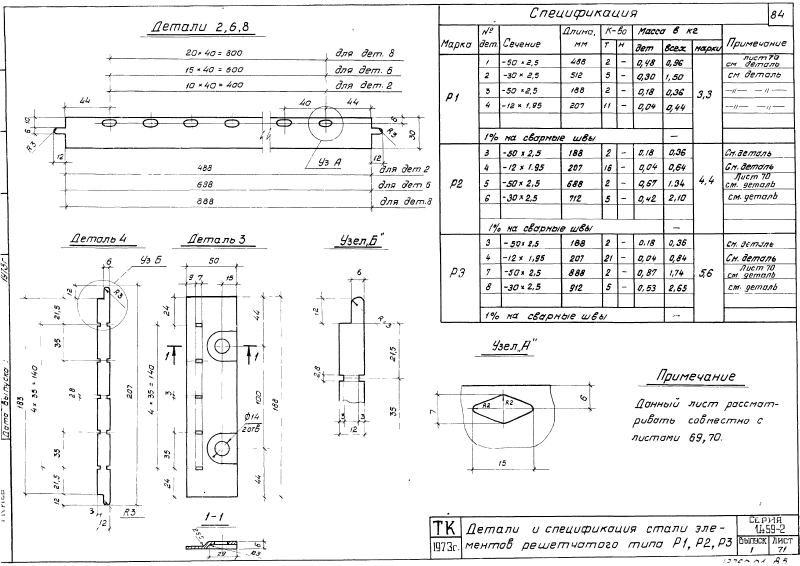 Детали 2,6,8
20 × 40 = 800 для дет. 8
15 × 40 = 600 для дет. 6
10 × 40 = 400 для дет. 2
44 40 44
10 6 R3 30
12 Уз А 12 R3
488 для дет 2
688 для дет 6
888 для дет.8
Деталь 4
6 Уз Б
12 R3
21,5
35
183
4 × 35 = 140
28
207
35
21,5
12
3 12 R3
Деталь 3
50
9 7 15
24 44
35
1 1
4 × 35 = 140
3
100
188
Ф14
2отв
35
24 44
1-1
6
29 R3
Узел„Б"
6
12
R=3
21,5
2,8
35
3 3
12
Спецификация 84
Марка № дет. Сечение Длина, мм К-во т н Масса в кг дет всех марки Примечание
Р1 3,3
1 -50 × 2,5 488 2 – 0,48 0,96 Лист 70 см деталь
2 -30 × 2,5 512 5 – 0,30 1,50 см деталь
3 -50 × 2,5 188 2 – 0,18 0,36 —"— —"—
4 -12 × 1,95 207 11 – 0,04 0,44 —"— —"—
1% на сварные швы —
Р2 4,4
3 -50 × 2,5 188 2 – 0.18 0,36 См.деталь
4 -12 × 1.95 207 16 – 0,04 0,64 См.деталь
5 -50 × 2,5 688 2 – 0,67 1.34 Лист 70 см. деталь
6 -30 × 2,5 712 5 – 0,42 2,10 см. деталь
1% на сварные швы —
Р3 5,6
3 -50 × 2,5 188 2 – 0.18 0,36 см. деталь
4 -12 × 1,95 207 21 – 0,04 0,84 См. деталь
7 -50 × 2,5 888 2 – 0,87 1,74 Лист 70 см. деталь
8 -30 × 2,5 912 5 – 0,53 2,65 см. деталь
1% на сварные швы —
Узел„А"
R2 R2
7 6
15
Примечание
Данный лист рассмат-
ривать совместно с
листами 69,70.
Дата выпуска: 1973г.
ТК
1973г.
Детали и спецификация стали эле-
ментов решетчатого типа Р1, Р2, Р3
Серия
1.459-2
Выпуск 1
Лист 71